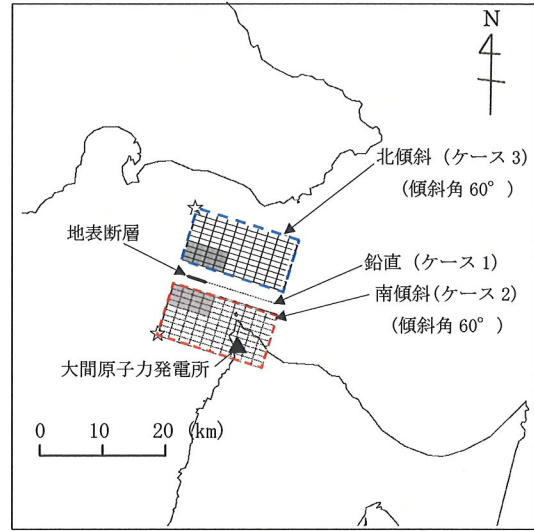 N
北傾斜（ケース 3）
（傾斜角 60°）
地表断層
鉛直（ケース 1）
南傾斜（ケース 2）
（傾斜角 60°）
大間原子力発電所
0 10 20 (km)